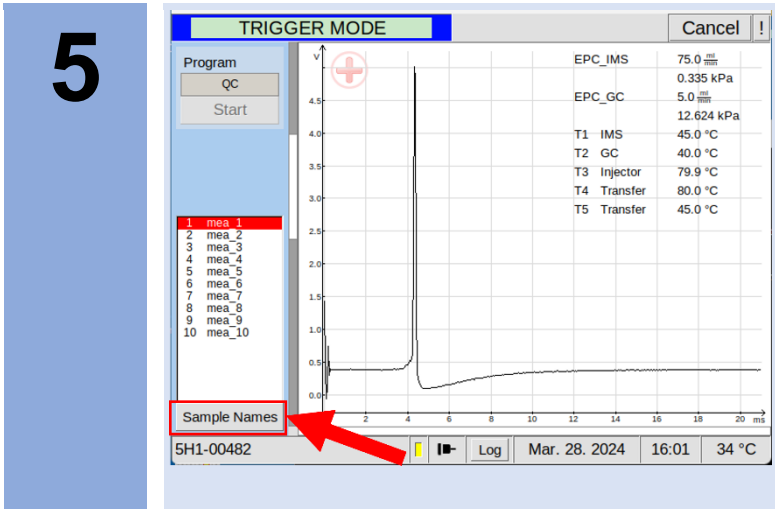 5
TRIGGER MODE
Cancel
!
Program
QC
Start
1 mea_1
2 mea_2
3 mea_3
4 mea_4
5 mea_5
6 mea_6
7 mea_7
8 mea_8
9 mea_9
10 mea_10
Sample Names
V
4.5
4.0
3.5
3.0
2.5
2.0
1.5
1.0
0.5
0.0
2 4 6 8 10 12 14 16 18 20 ms
EPC_IMS 75.0 ml/min
0.335 kPa
EPC_GC 5.0 ml/min
12.624 kPa
T1 IMS 45.0 °C
T2 GC 40.0 °C
T3 Injector 79.9 °C
T4 Transfer 80.0 °C
T5 Transfer 45.0 °C
5H1-00482
Log
Mar. 28. 2024
16:01
34 °C